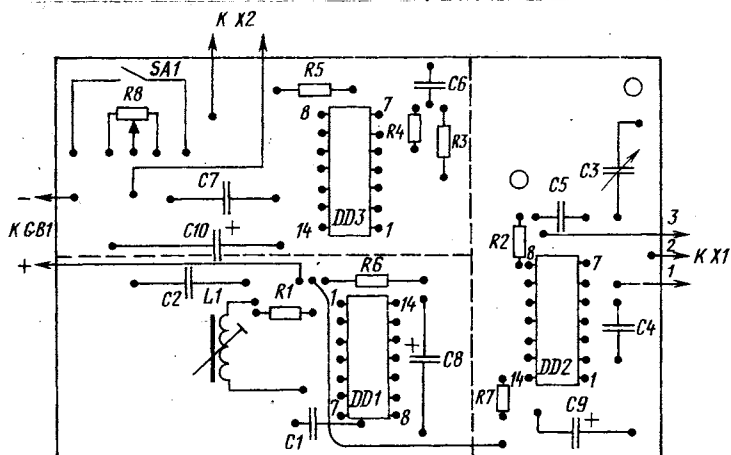 К X2
SA1
R8
R5
C6
8
7
R4
R3
C3
C7
C5
–
К GB1
C10 +
14
DD3
1
R2
3
2
К X1
1
+
C2
L1
R1
R6
8
7
1
14
+
C8
C4
DD2
DD1
R7
14
1
7
8
C1
C9 +